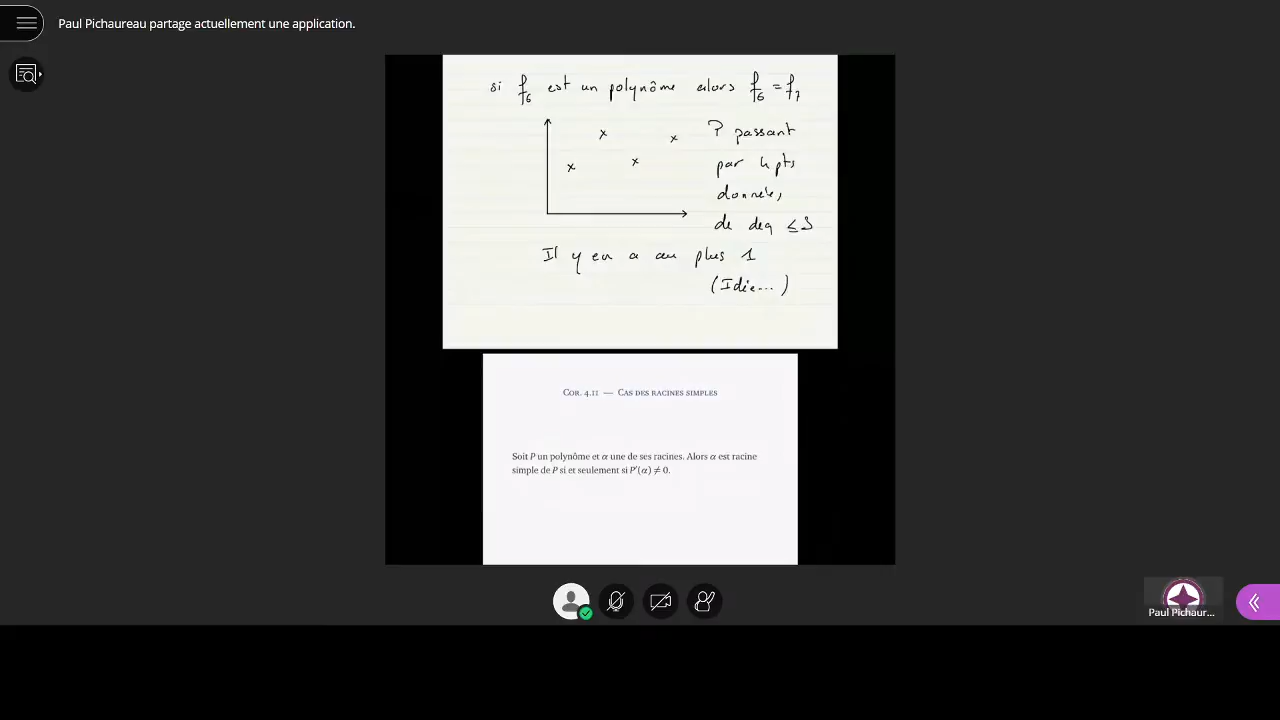 Paul Pichaureau partage actuellement une application.
si f₆ est un polynôme alors f₆ = f₇
? passant
par 4 pts
donnés,
de deg ≤3
Il y en a au plus 1
(Idée...)
Cor. 4.11 — Cas des racines simples
Soit P un polynôme et α une de ses racines. Alors α est racine
simple de P si et seulement si P′(α) ≠ 0.
Paul Pichaur...